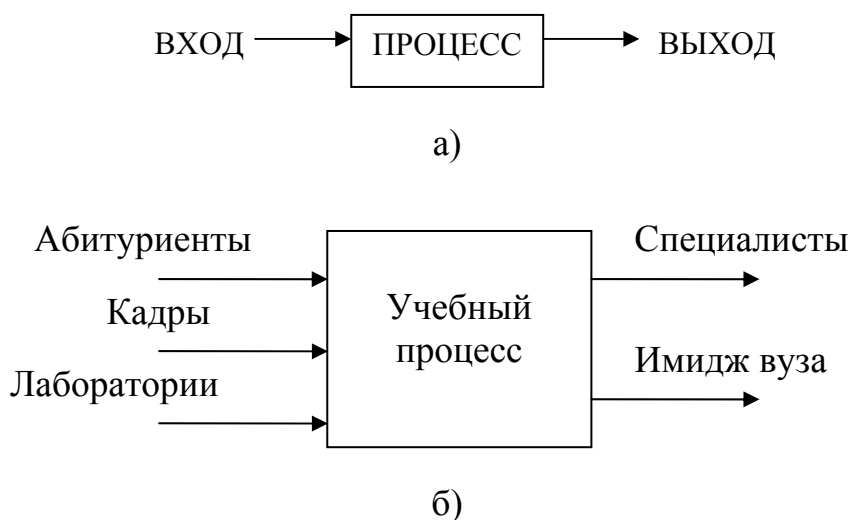 ВХОД ПРОЦЕСС ВЫХОД
а)
Абитуриенты
Специалисты
Кадры
Учебный
процесс
Имидж вуза
Лаборатории
б)